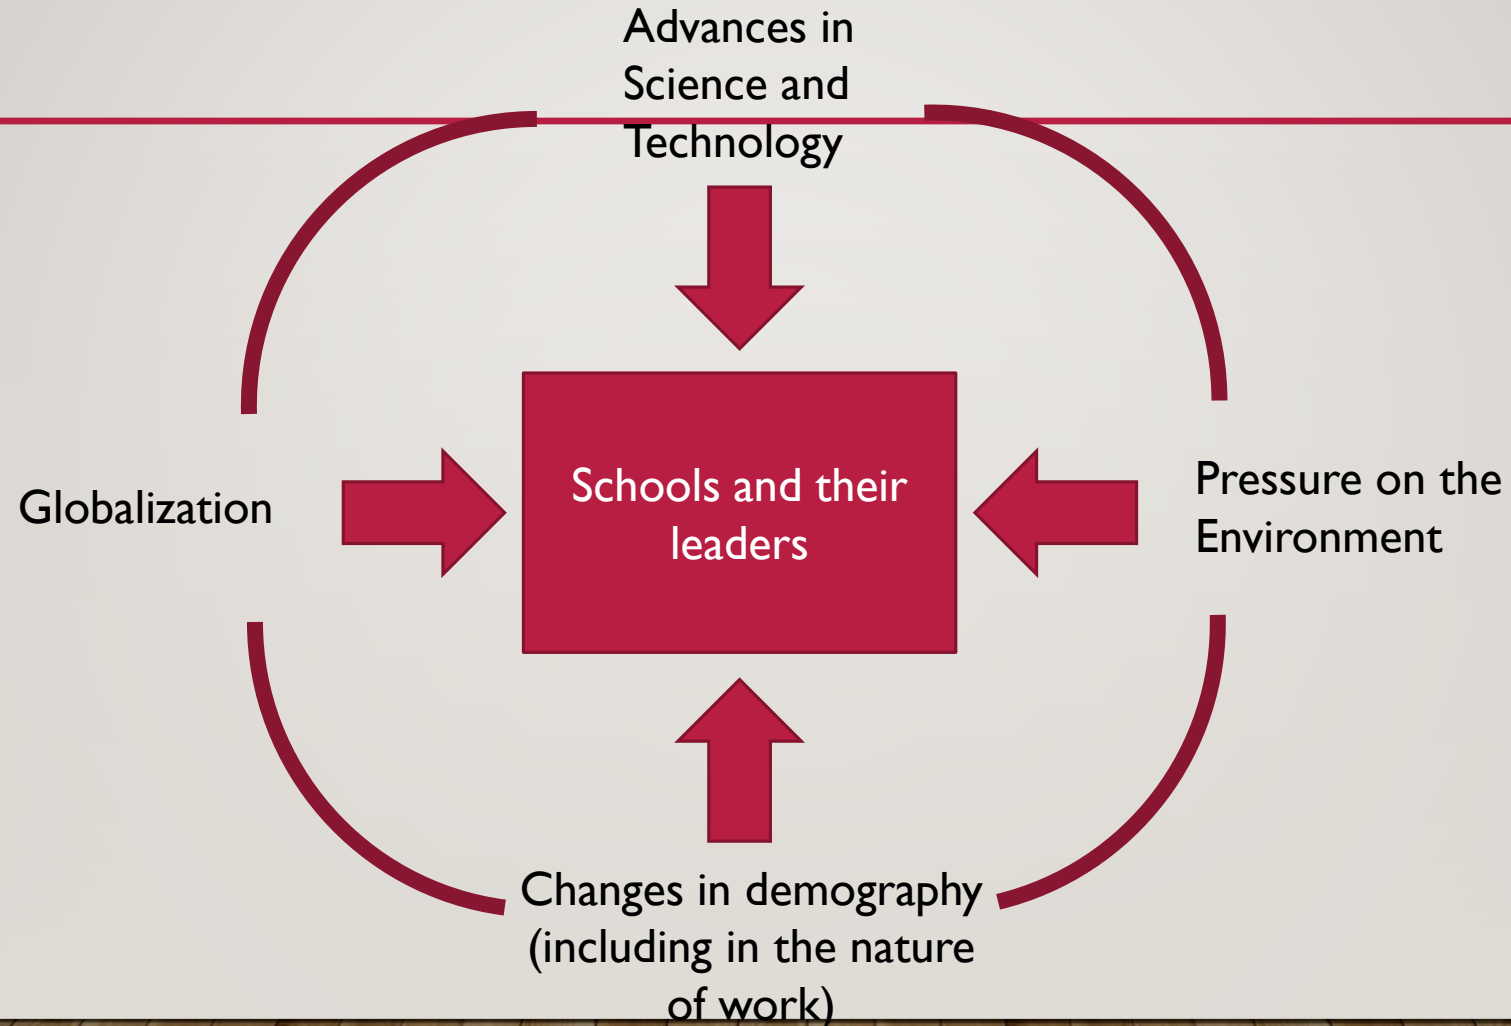 Advances in
Science and
Technology
Globalization
Schools and their
leaders
Pressure on the
Environment
Changes in demography
(including in the nature
of work)